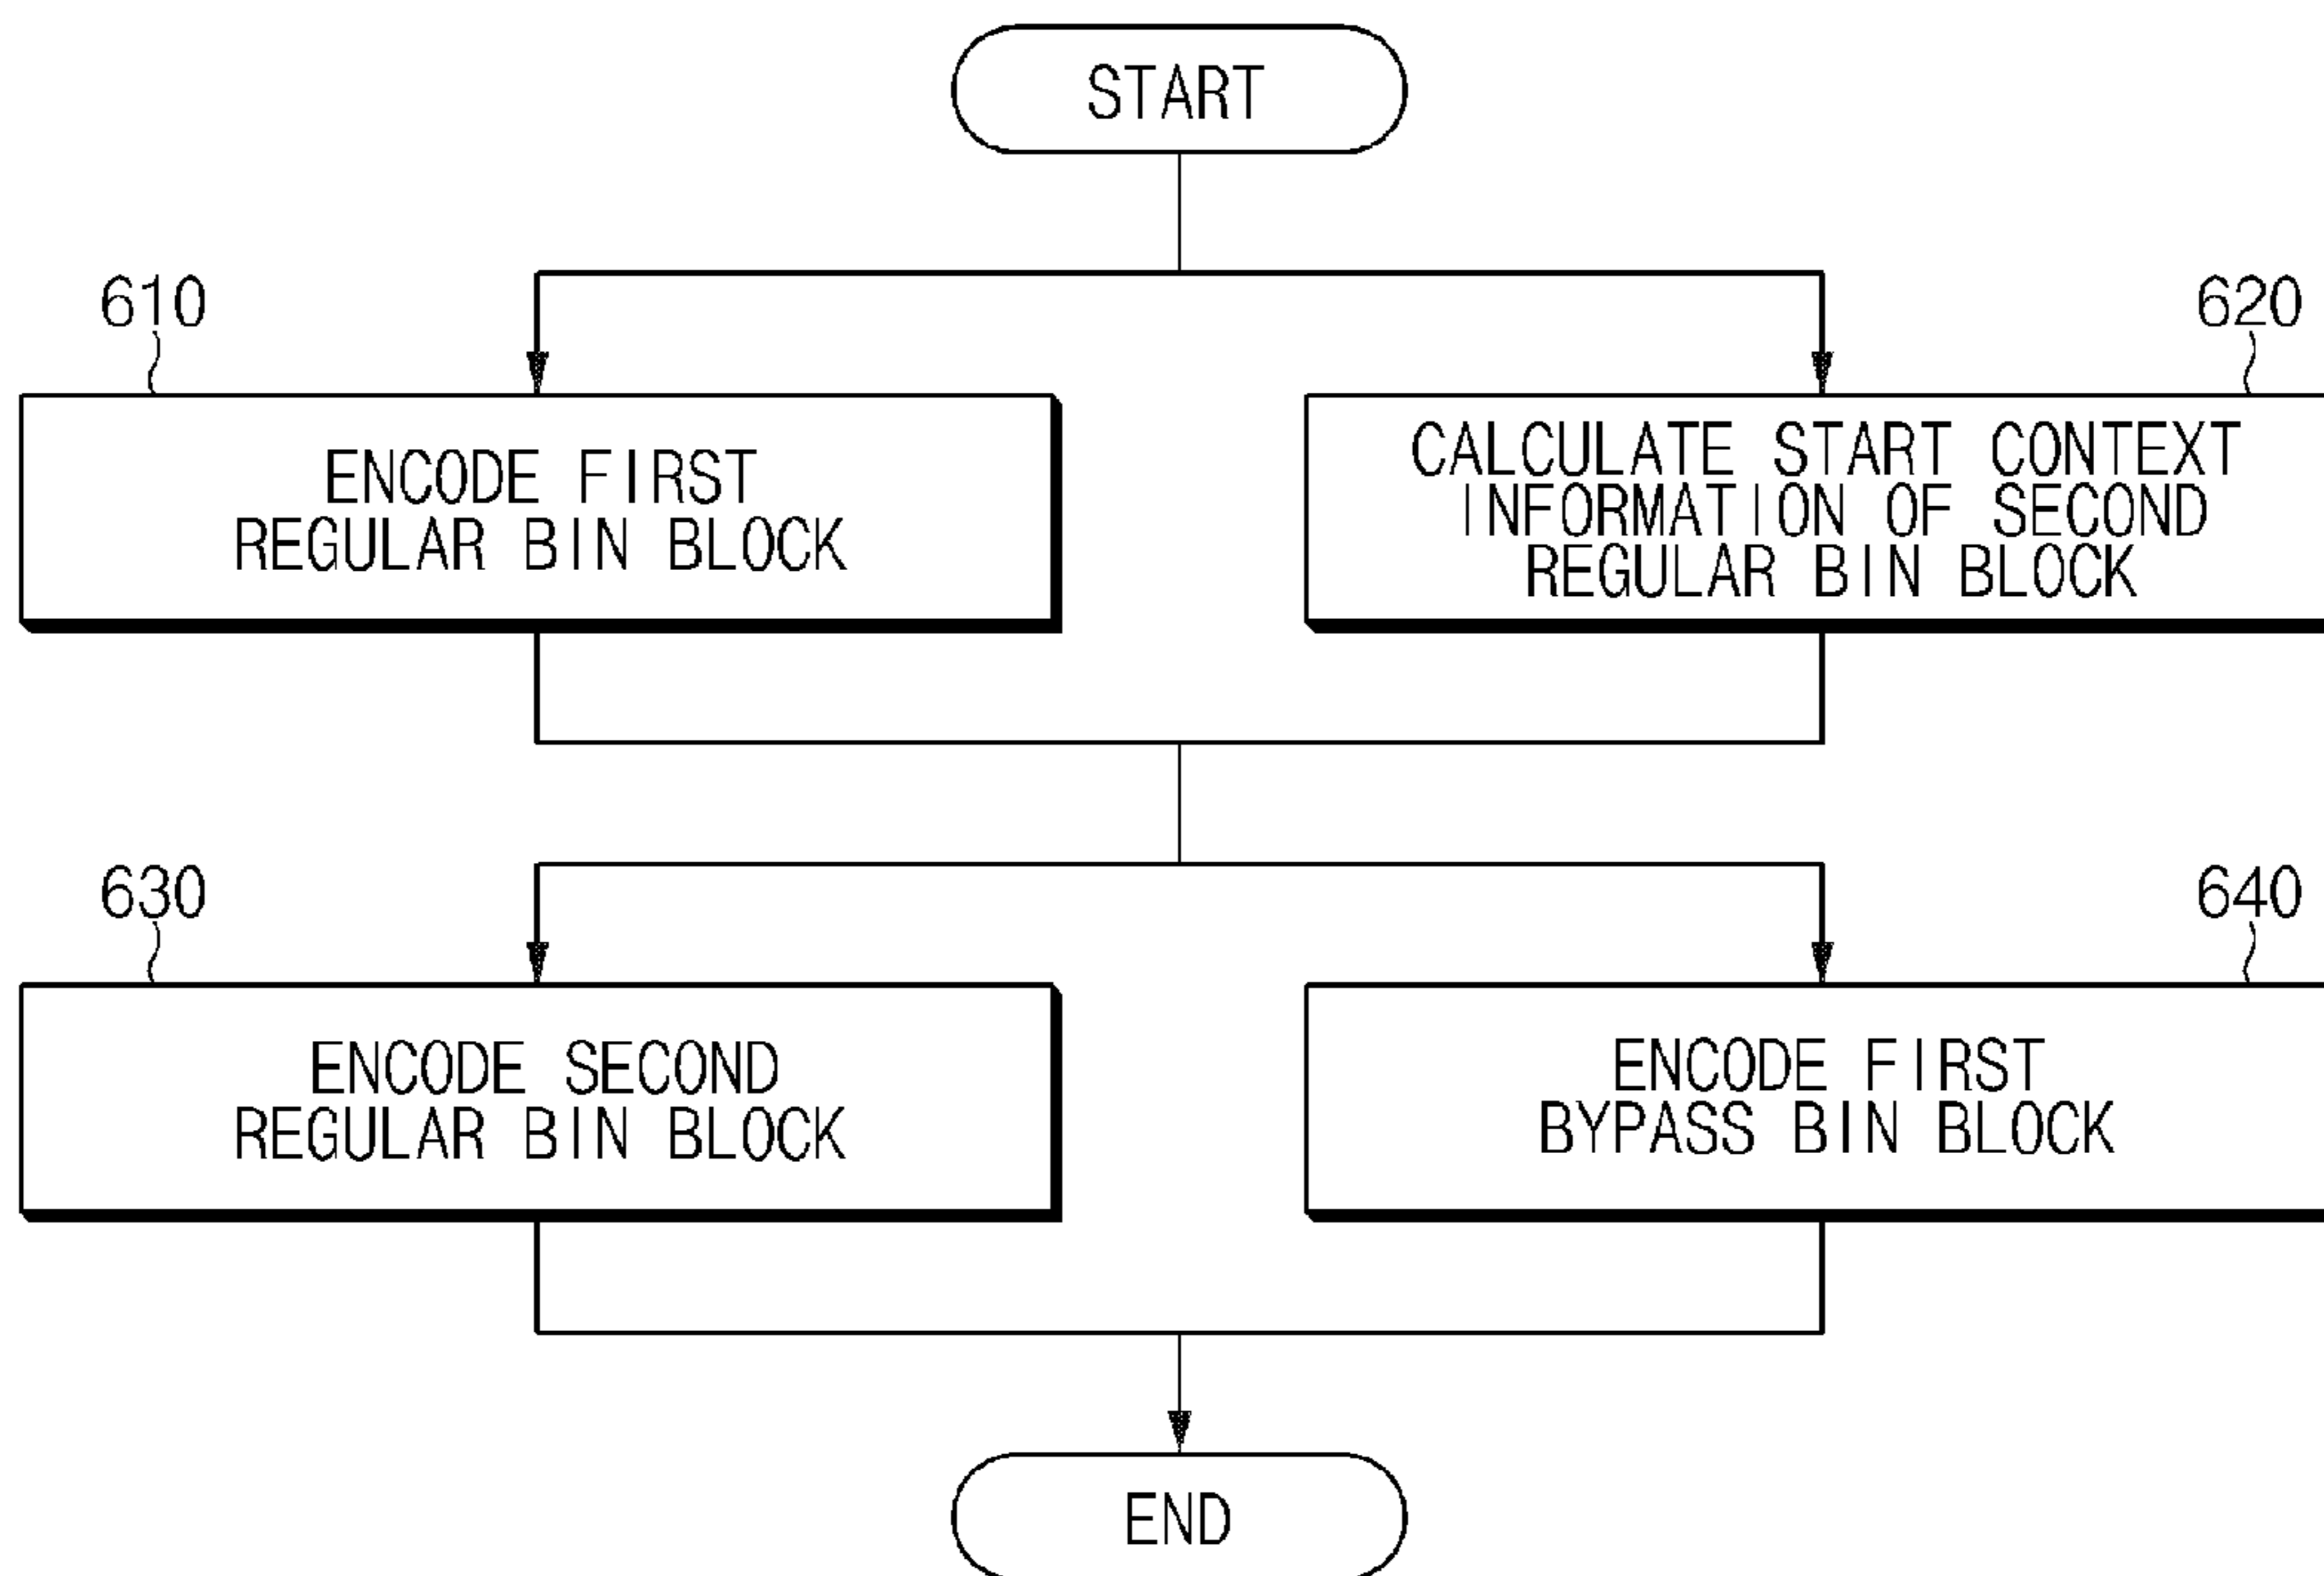 START
610
620
ENCODE FIRST
REGULAR BIN BLOCK
CALCULATE START CONTEXT
INFORMATION OF SECOND
REGULAR BIN BLOCK
630
640
ENCODE SECOND
REGULAR BIN BLOCK
ENCODE FIRST
BYPASS BIN BLOCK
END